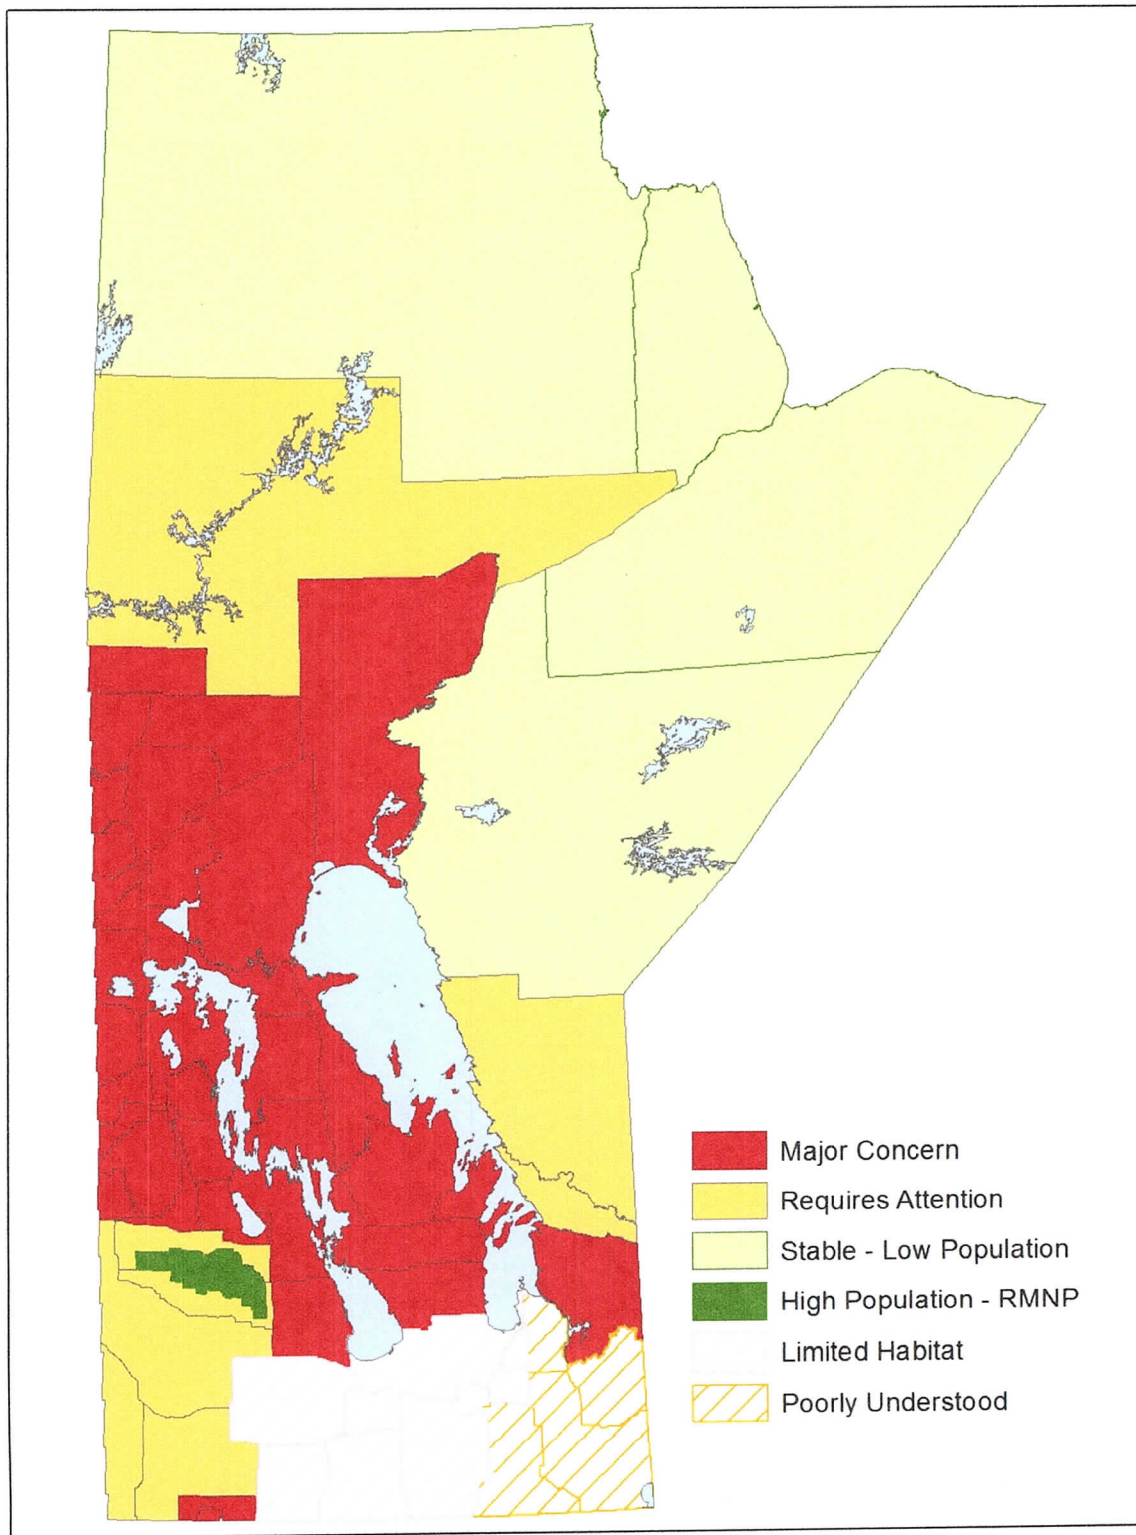 Major Concern
Requires Attention
Stable - Low Population
High Population - RMNP
Limited Habitat
Poorly Understood